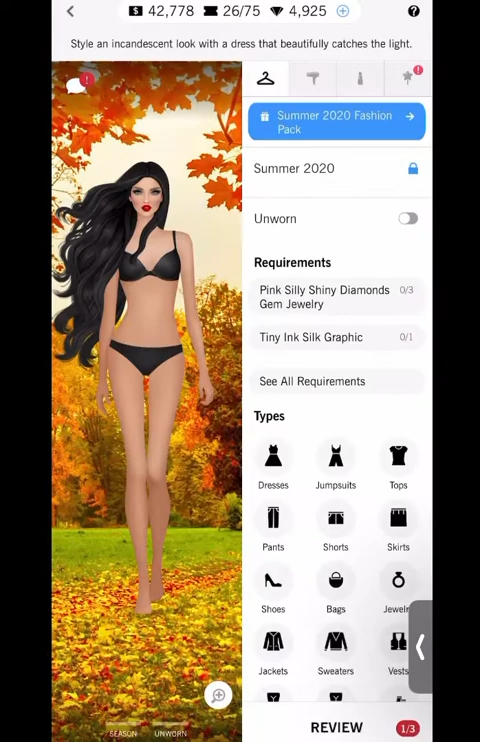 42,778 26/75 4,925
Style an incandescent look with a dress that beautifully catches the light.
Summer 2020 Fashion
Pack
Summer 2020
Unworn
Requirements
Pink Silly Shiny Diamonds 0/3
Gem Jewelry
Tiny Ink Silk Graphic 0/1
See All Requirements
Types
Dresses Jumpsuits Tops
Pants Shorts Skirts
Shoes Bags Jewelr
Jackets Sweaters Vests
SEASON UNWORN
REVIEW 1/3